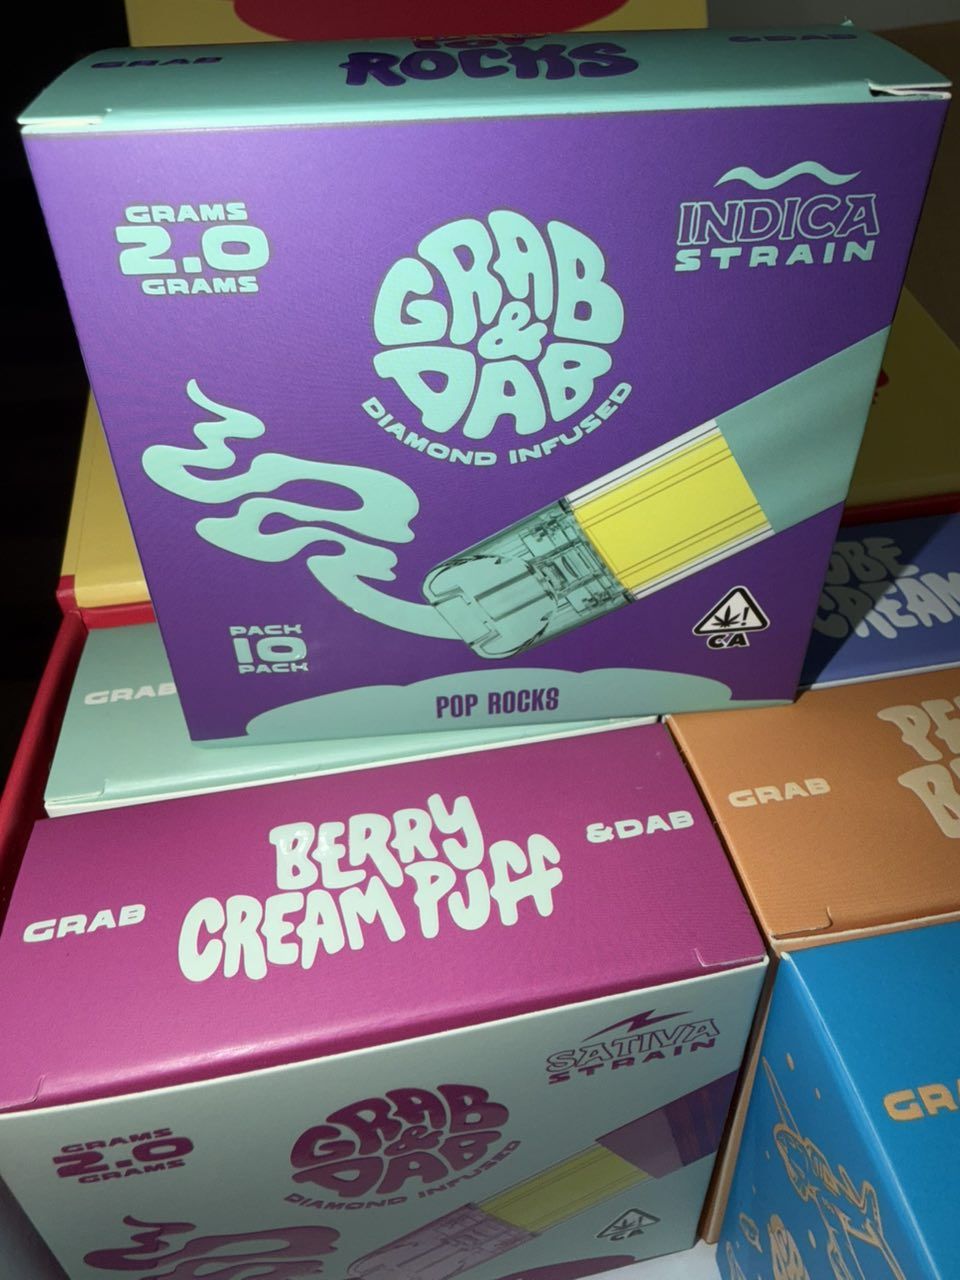 GRAB
ROCKS
GRAMS
2.0
GRAMS
GRAB
&
DAB
DIAMOND INFUSED
INDICA
STRAIN
PACK
10
PACK
CA
POP ROCKS
GRAB
CREAM
GRAB
GRAB
BERRY
CREAM PUFF
&DAB
SATIVA
STRAIN
GRAMS
2.0
GRAMS
GRAB
&
DAB
DIAMOND INFUSED